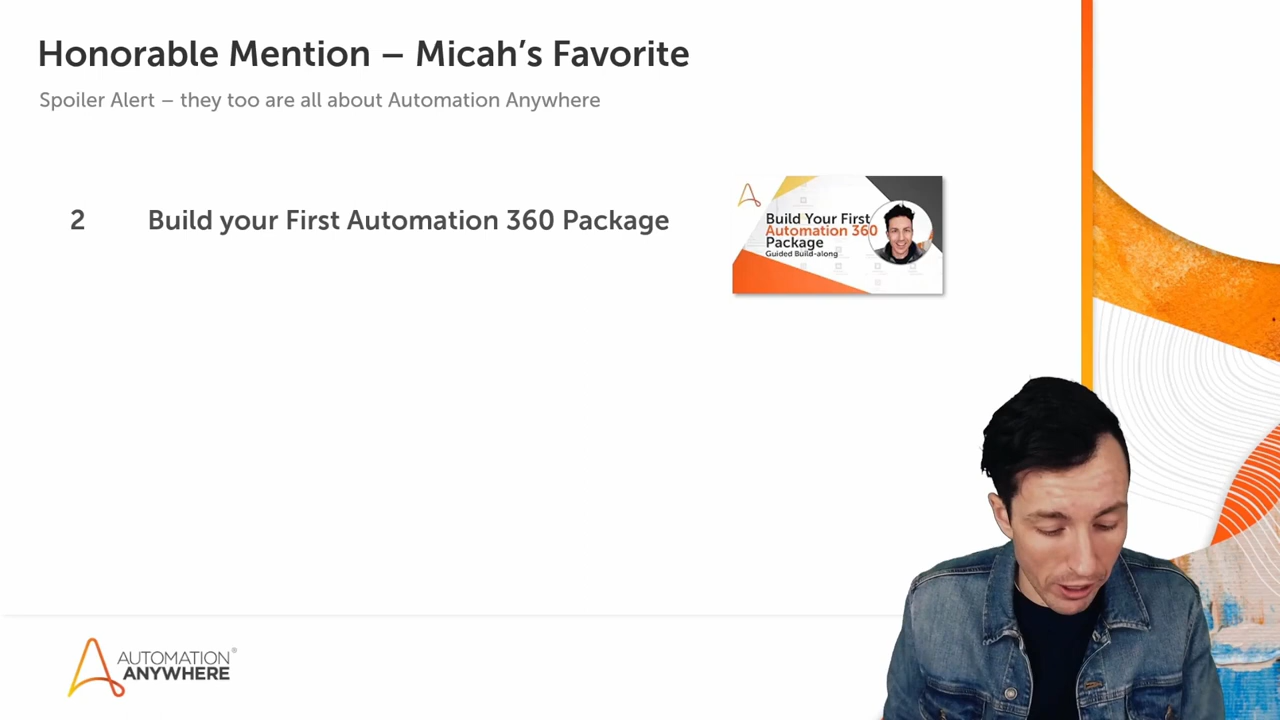 Honorable Mention – Micah’s Favorite
Spoiler Alert – they too are all about Automation Anywhere
2 Build your First Automation 360 Package
Build Your First
Automation 360
Package
Guided Build-along
AUTOMATION®
ANYWHERE